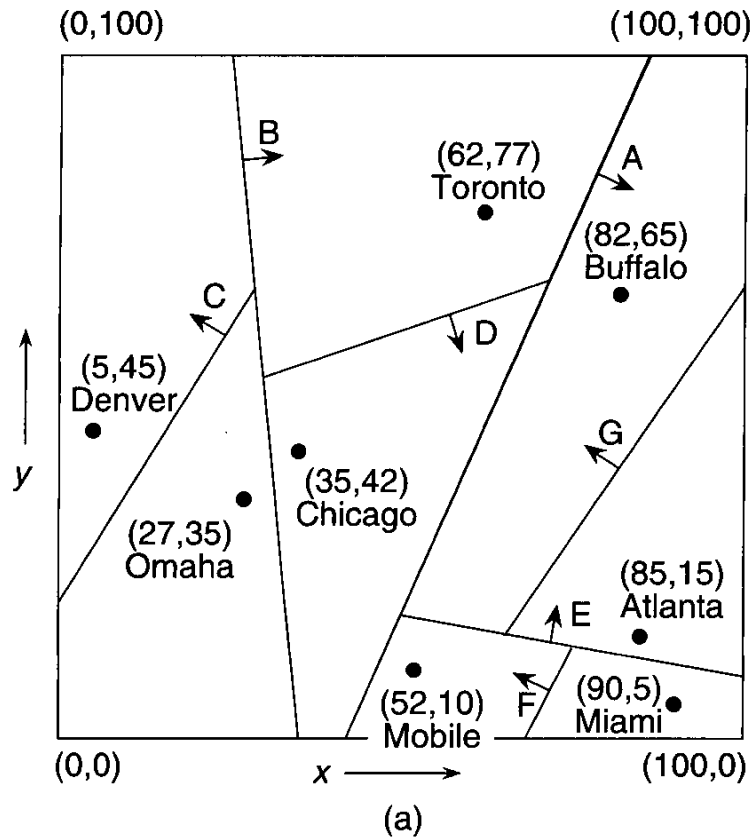 (0,100) (100,100)
B
(62,77)
Toronto
A
(82,65)
Buffalo
C
D
(5,45)
Denver
G
y
(35,42)
Chicago
(27,35)
Omaha
(85,15)
Atlanta
E
(52,10)
Mobile
F
(90,5)
Miami
(0,0) x (100,0)
(a)